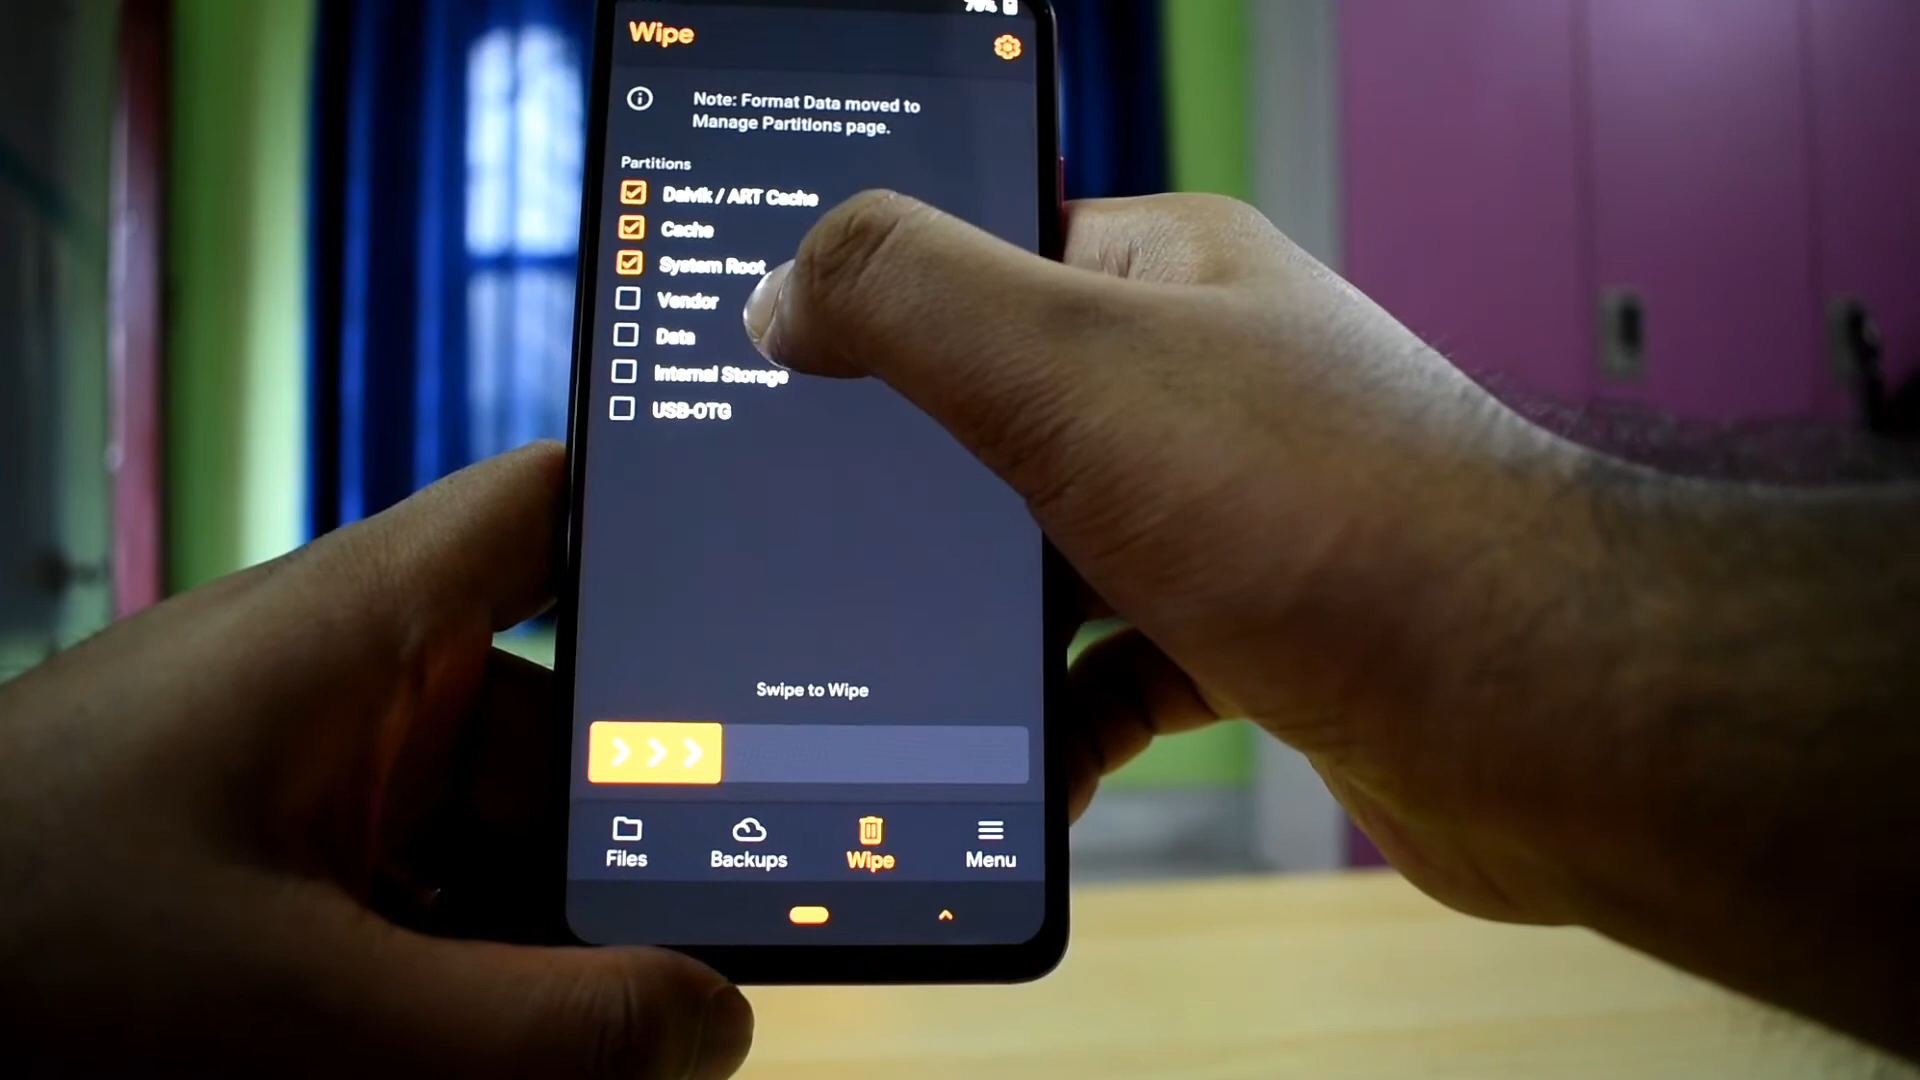 70%
Wipe
Note: Format Data moved to
Manage Partitions page.
Partitions
Dalvik / ART Cache
Cache
System Root
Vendor
Data
Internal Storage
USB-OTG
Swipe to Wipe
Files
Backups
Wipe
Menu